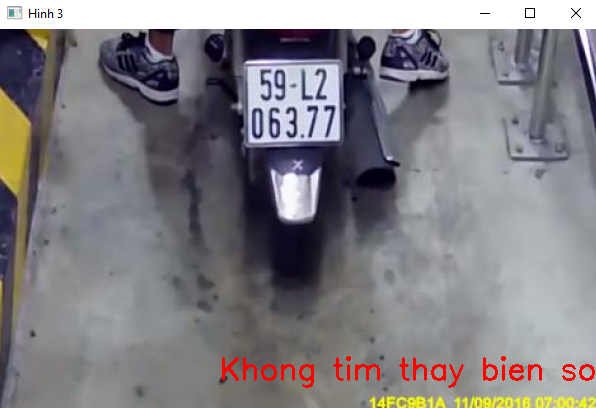 Hinh 3
59-L2
063.77
Khong tim thay bien so
14FC9B1A 11/09/2016 07:00:42